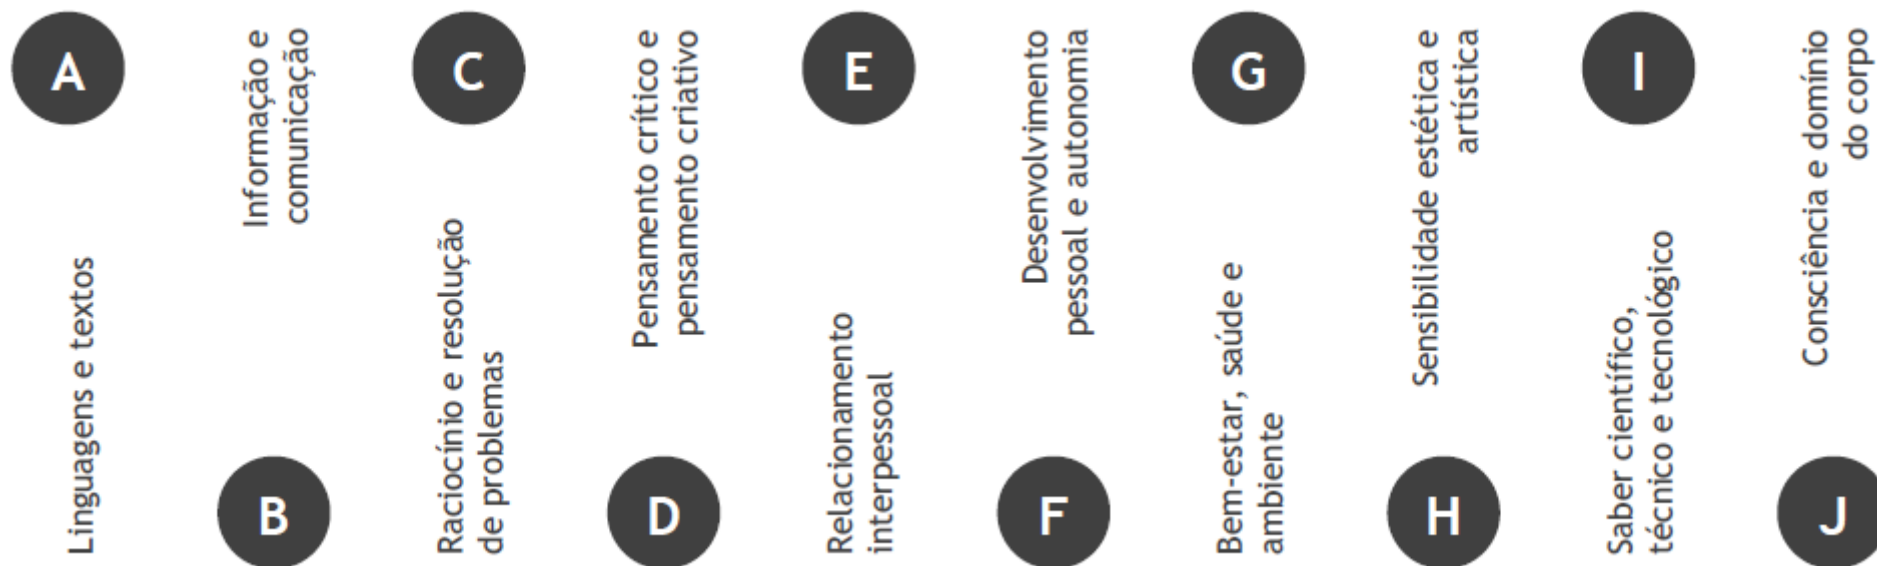 A
Linguagens e textos
Informação e
comunicação
B
C
Raciocínio e resolução
de problemas
Pensamento crítico e
pensamento criativo
D
E
Relacionamento
interpessoal
Desenvolvimento
pessoal e autonomia
F
G
Bem-estar, saúde e
ambiente
Sensibilidade estética e
artística
H
I
Saber científico,
técnico e tecnológico
Consciência e domínio
do corpo
J